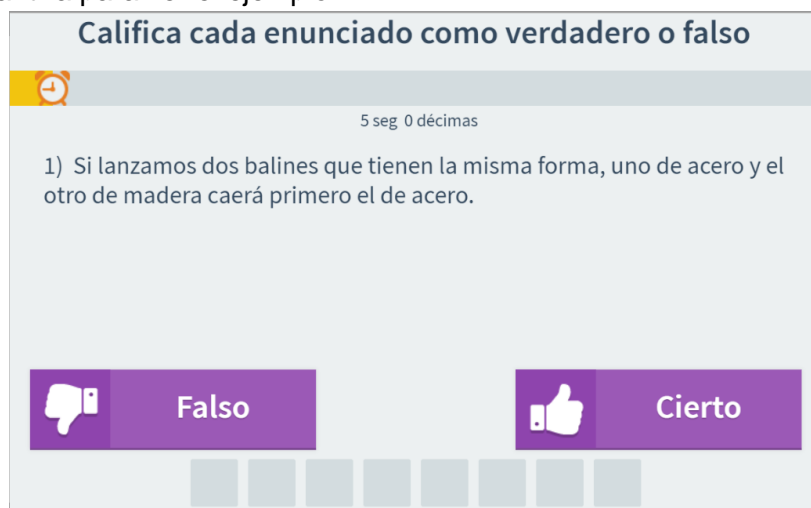 Califica cada enunciado como verdadero o falso
5 seg 0 décimas
1) Si lanzamos dos balines que tienen la misma forma, uno de acero y el
otro de madera caerá primero el de acero.
Falso
Cierto